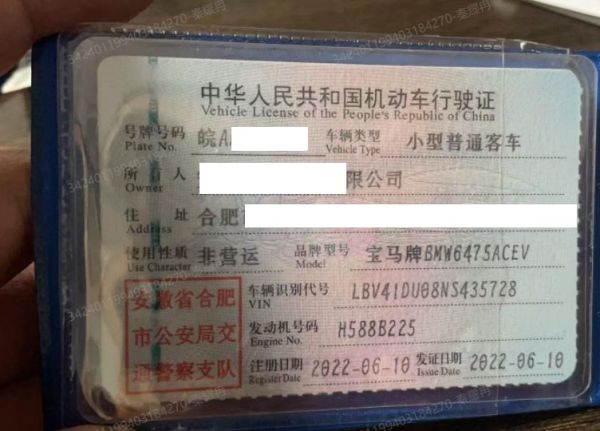 中华人民共和国机动车行驶证
Vehicle License of the People's Republic of China
号牌号码 皖A 车辆类型 小型普通客车
Plate No. Vehicle Type
所有人 限公司
Owner
住址 合肥
Address
使用性质 非营运 品牌型号 宝马牌BMW6475ACEV
Use Character Model
安徽省合肥
市公安局交
通警察支队
车辆识别代号 LBV41DU08NS435728
VIN
发动机号码 H588B225
Engine No.
注册日期 2022-06-10 发证日期 2022-06-10
Register Date Issue Date